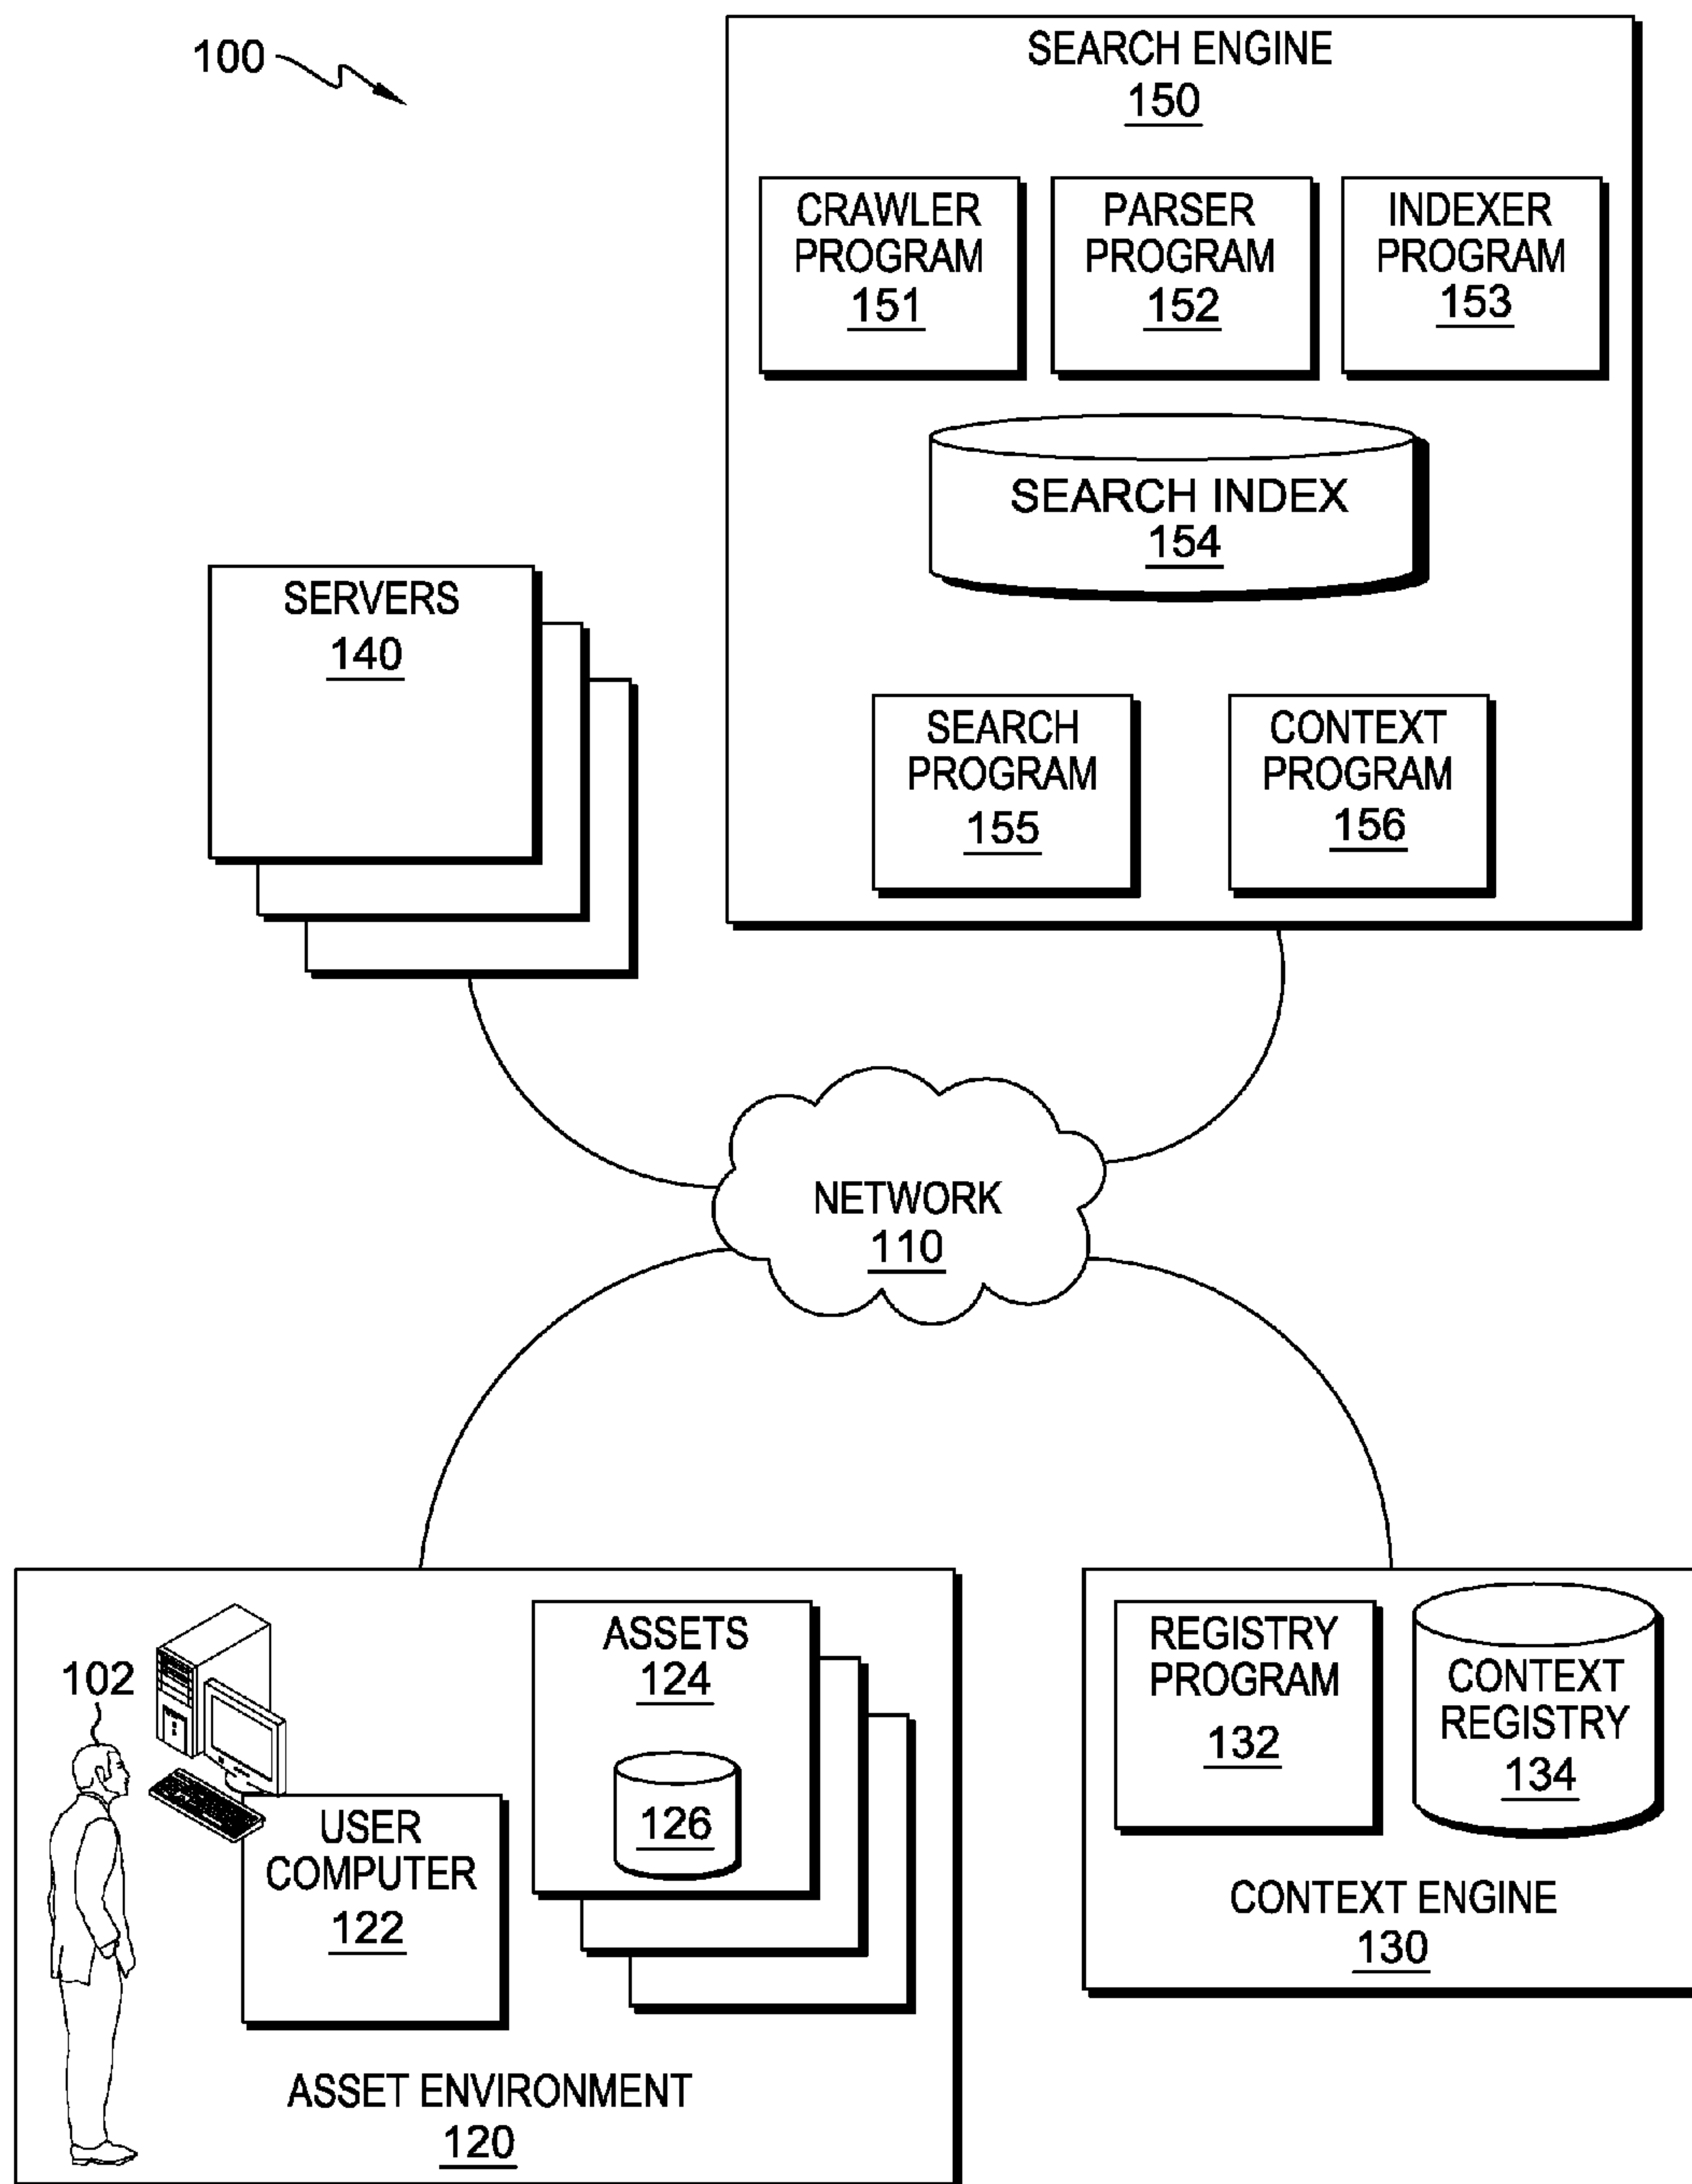 100
SEARCH ENGINE
150
CRAWLER
PROGRAM
151
PARSER
PROGRAM
152
INDEXER
PROGRAM
153
SEARCH INDEX
154
SERVERS
140
SEARCH
PROGRAM
155
CONTEXT
PROGRAM
156
NETWORK
110
102
USER
COMPUTER
122
ASSETS
124
126
ASSET ENVIRONMENT
120
REGISTRY
PROGRAM
132
CONTEXT
REGISTRY
134
CONTEXT ENGINE
130